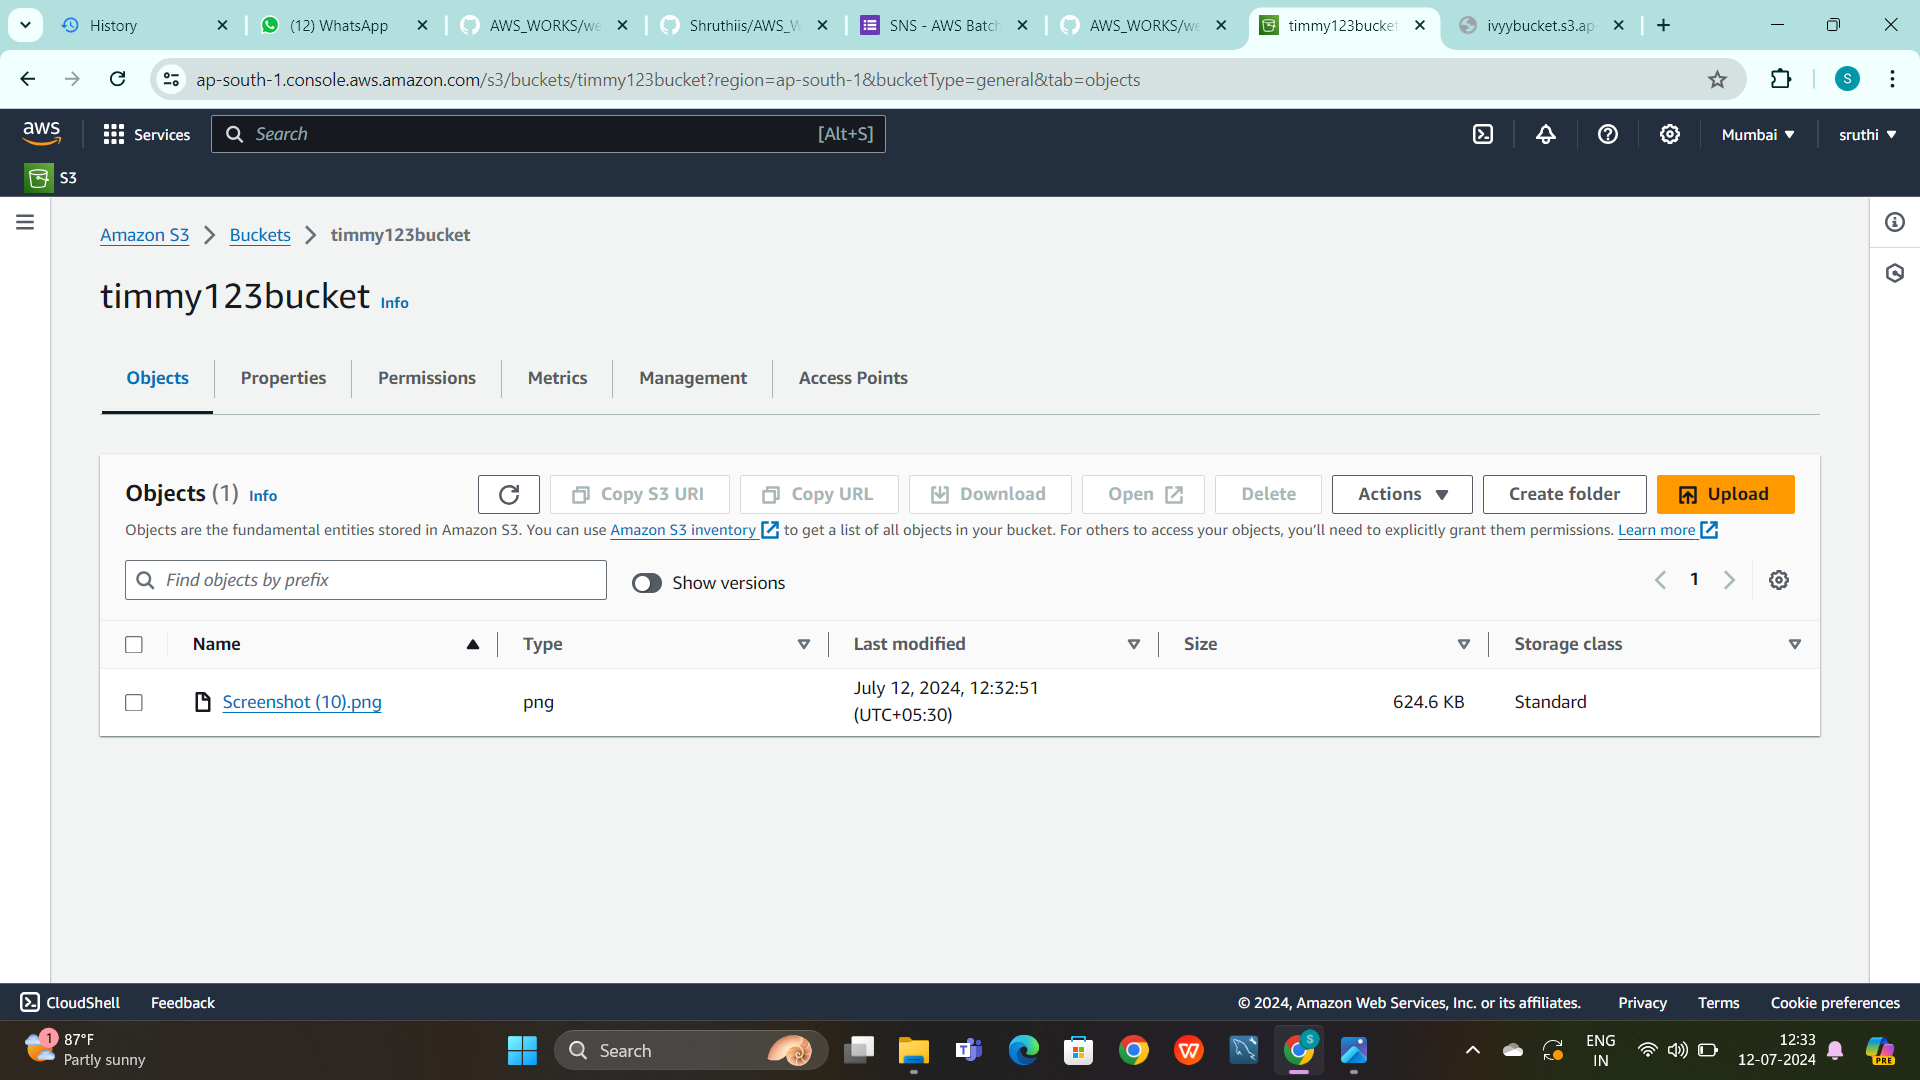 History
(12) WhatsApp
AWS_WORKS/we
Shruthiis/AWS_W
SNS - AWS Batch
AWS_WORKS/we
timmy123bucket
ivyybucket.s3.ap-
ap-south-1.console.aws.amazon.com/s3/buckets/timmy123bucket?region=ap-south-1&bucketType=general&tab=objects
S
aws
Services
Search
[Alt+S]
Mumbai
sruthi
S3
Amazon S3
Buckets
timmy123bucket
timmy123bucket Info
Objects
Properties
Permissions
Metrics
Management
Access Points
Objects (1) Info
Copy S3 URI
Copy URL
Download
Open
Delete
Actions
Create folder
Upload
Objects are the fundamental entities stored in Amazon S3. You can use Amazon S3 inventory to get a list of all objects in your bucket. For others to access your objects, you'll need to explicitly grant them permissions. Learn more
Find objects by prefix
Show versions
1
Name
Type
Last modified
Size
Storage class
Screenshot (10).png
png
July 12, 2024, 12:32:51
(UTC+05:30)
624.6 KB
Standard
CloudShell
Feedback
© 2024, Amazon Web Services, Inc. or its affiliates.
Privacy
Terms
Cookie preferences
1
87°F
Partly sunny
Search
S
ENG
IN
12:33
12-07-2024
PRE